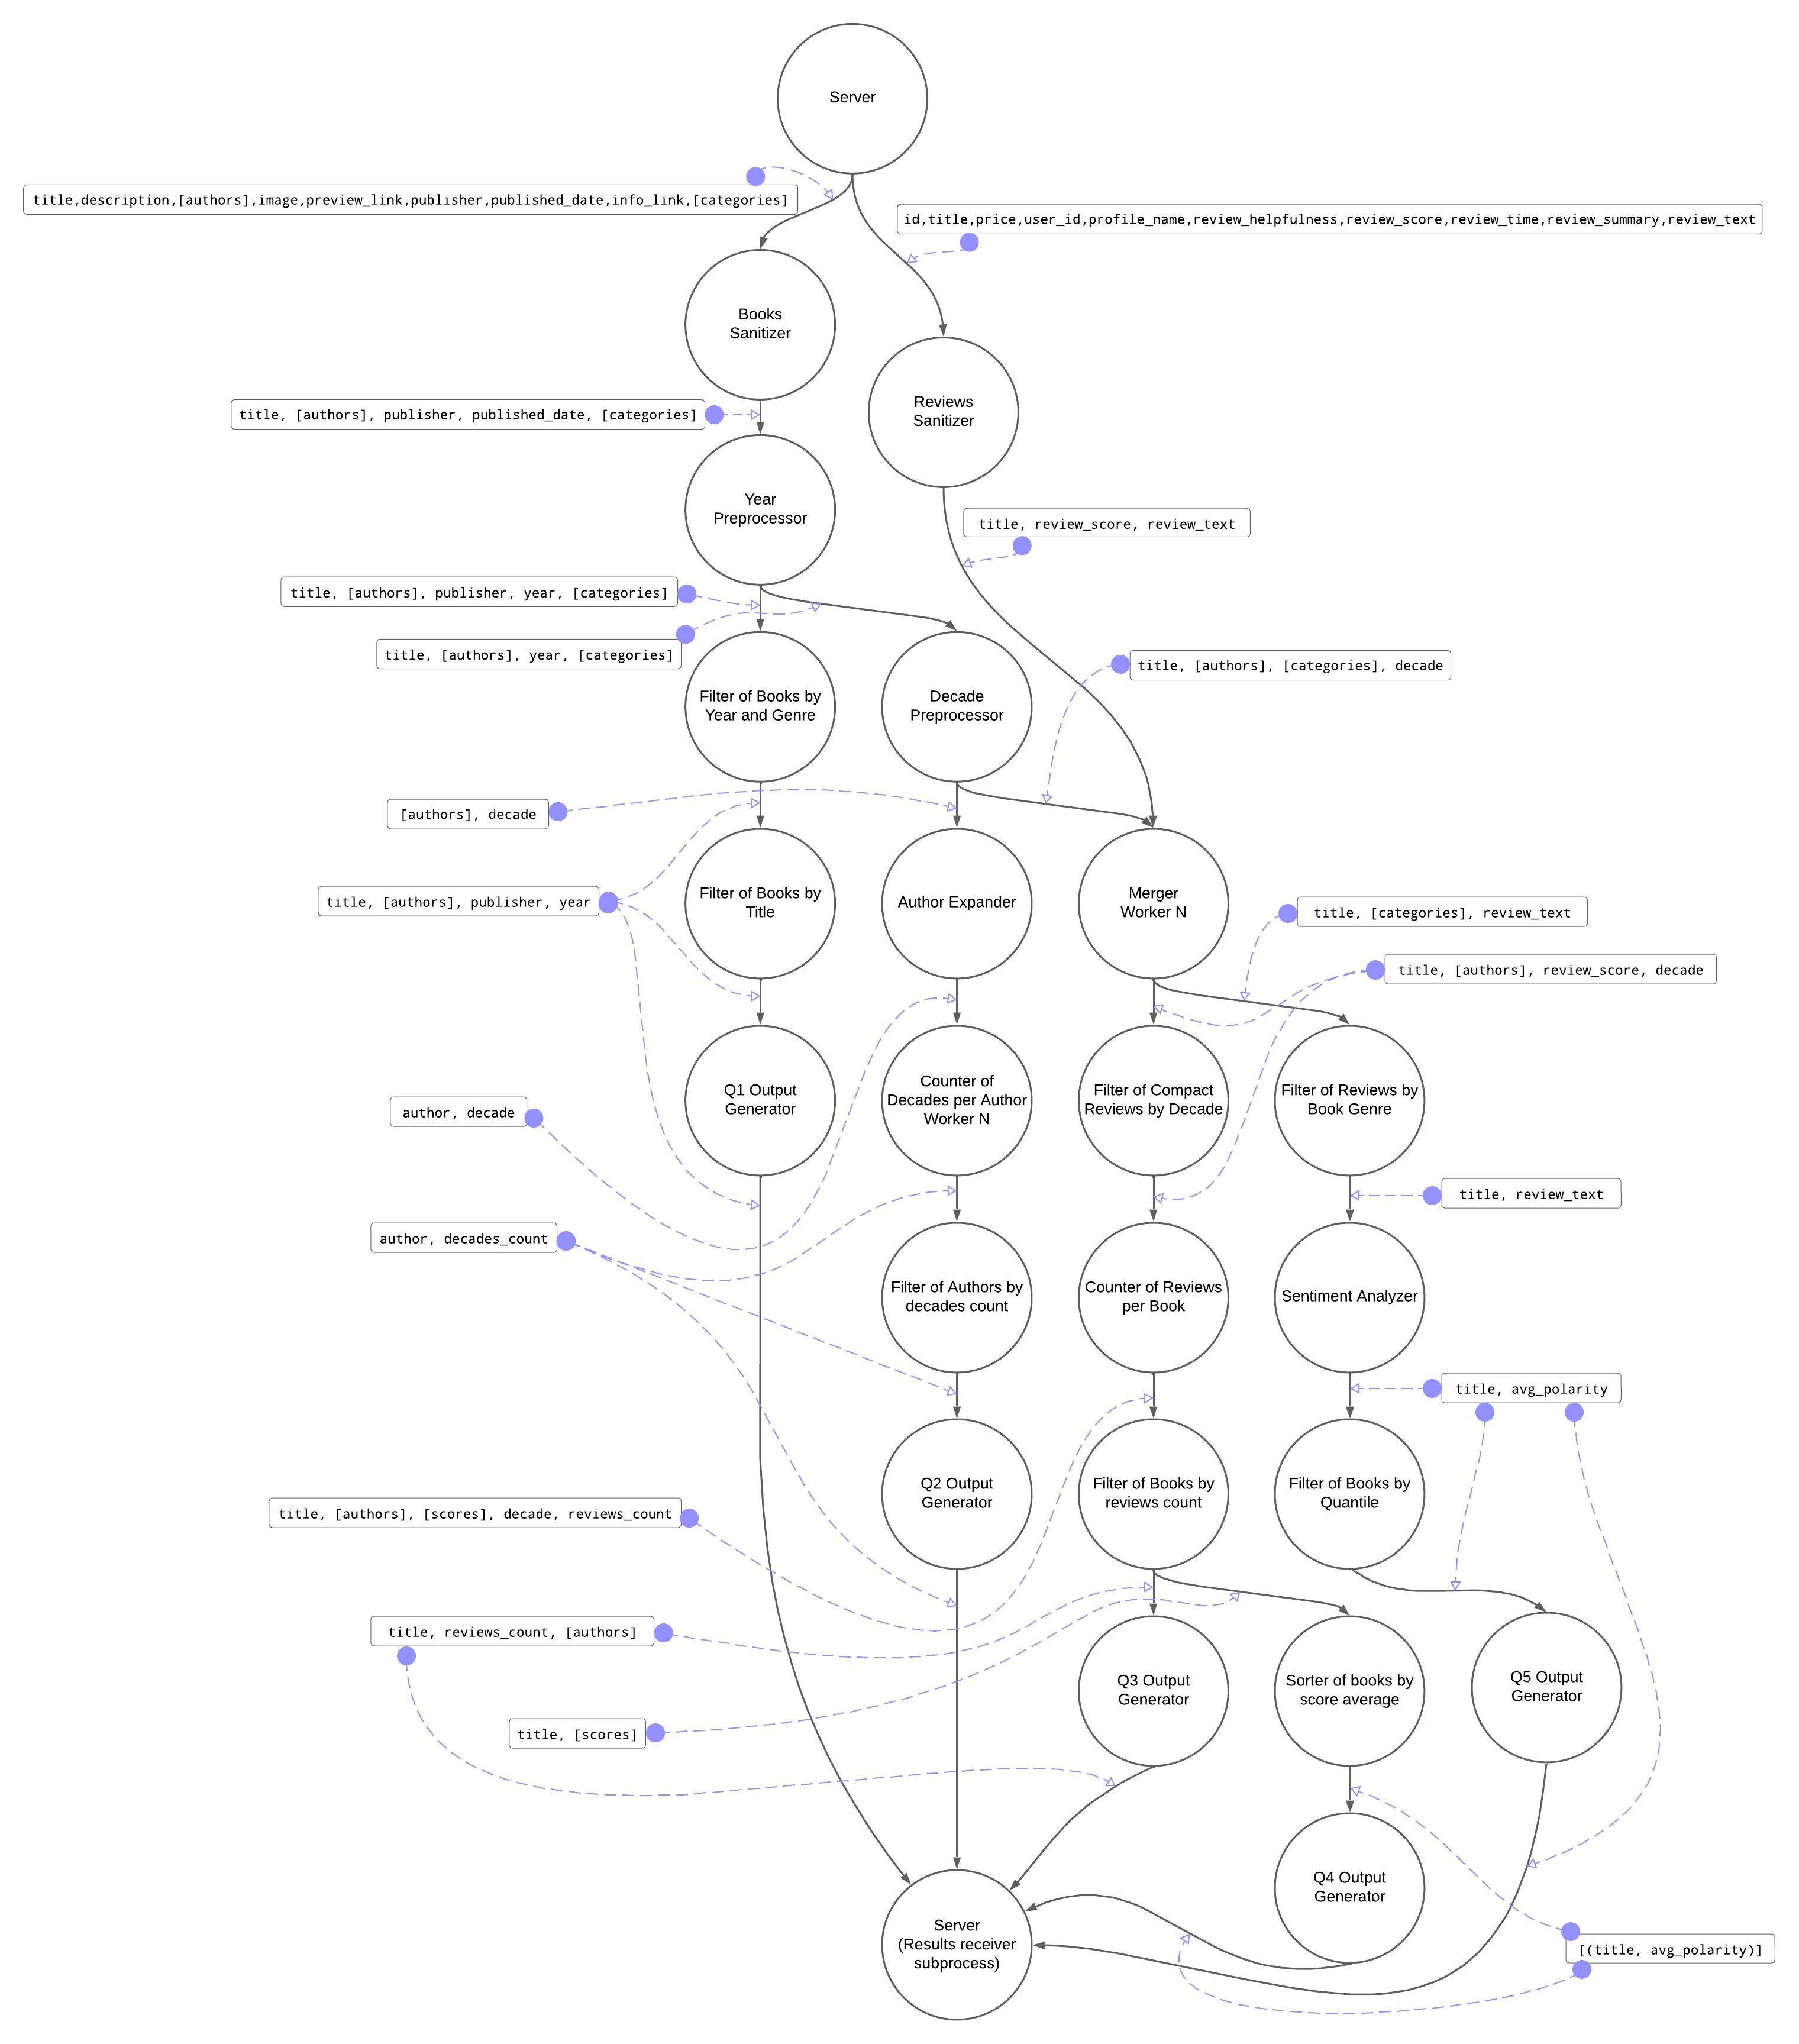 Server
title,description,[authors],image,preview_link,publisher,published_date,info_link,[categories]
id,title,price,user_id,profile_name,review_helpfulness,review_score,review_time,review_summary,review_text
Books
Sanitizer
Reviews
Sanitizer
title, [authors], publisher, published_date, [categories]
Year
Preprocessor
title, review_score, review_text
title, [authors], publisher, year, [categories]
title, [authors], year, [categories]
title, [authors], [categories], decade
Filter of Books by
Year and Genre
Decade
Preprocessor
[authors], decade
title, [authors], publisher, year
Filter of Books by
Title
Author Expander
Merger
Worker N
title, [categories], review_text
title, [authors], review_score, decade
Q1 Output
Generator
Counter of
Decades per Author
Worker N
Filter of Compact
Reviews by Decade
Filter of Reviews by
Book Genre
author, decade
title, review_text
author, decades_count
Filter of Authors by
decades count
Counter of Reviews
per Book
Sentiment Analyzer
title, avg_polarity
Q2 Output
Generator
Filter of Books by
reviews count
Filter of Books by
Quantile
title, [authors], [scores], decade, reviews_count
title, reviews_count, [authors]
Q3 Output
Generator
Sorter of books by
score average
Q5 Output
Generator
title, [scores]
Q4 Output
Generator
Server
(Results receiver
subprocess)
[(title, avg_polarity)]